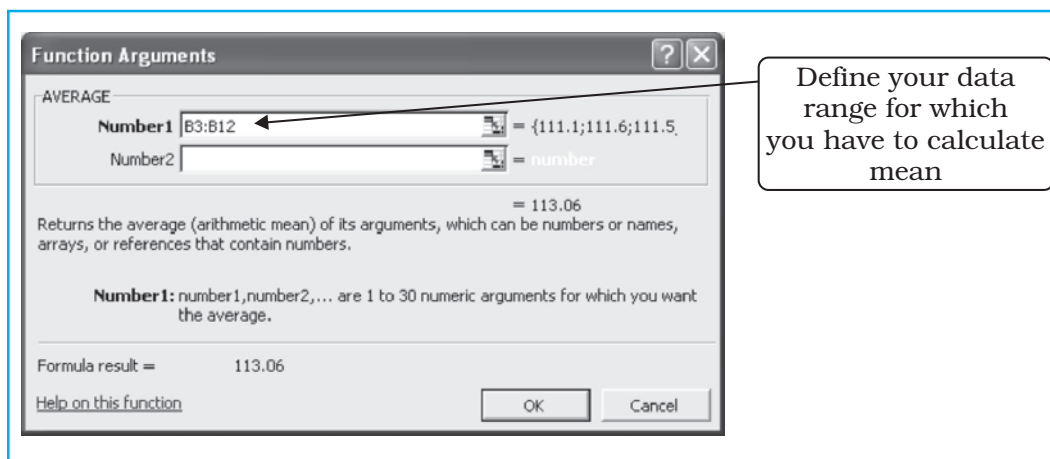 Function Arguments
AVERAGE
Number1 B3:B12 = {111.1;111.6;111.5
Number2 = number
= 113.06
Returns the average (arithmetic mean) of its arguments, which can be numbers or names,
arrays, or references that contain numbers.
Number1: number1,number2,... are 1 to 30 numeric arguments for which you want
the average.
Formula result = 113.06
Help on this function
OK Cancel
Define your data
range for which
you have to calculate
mean